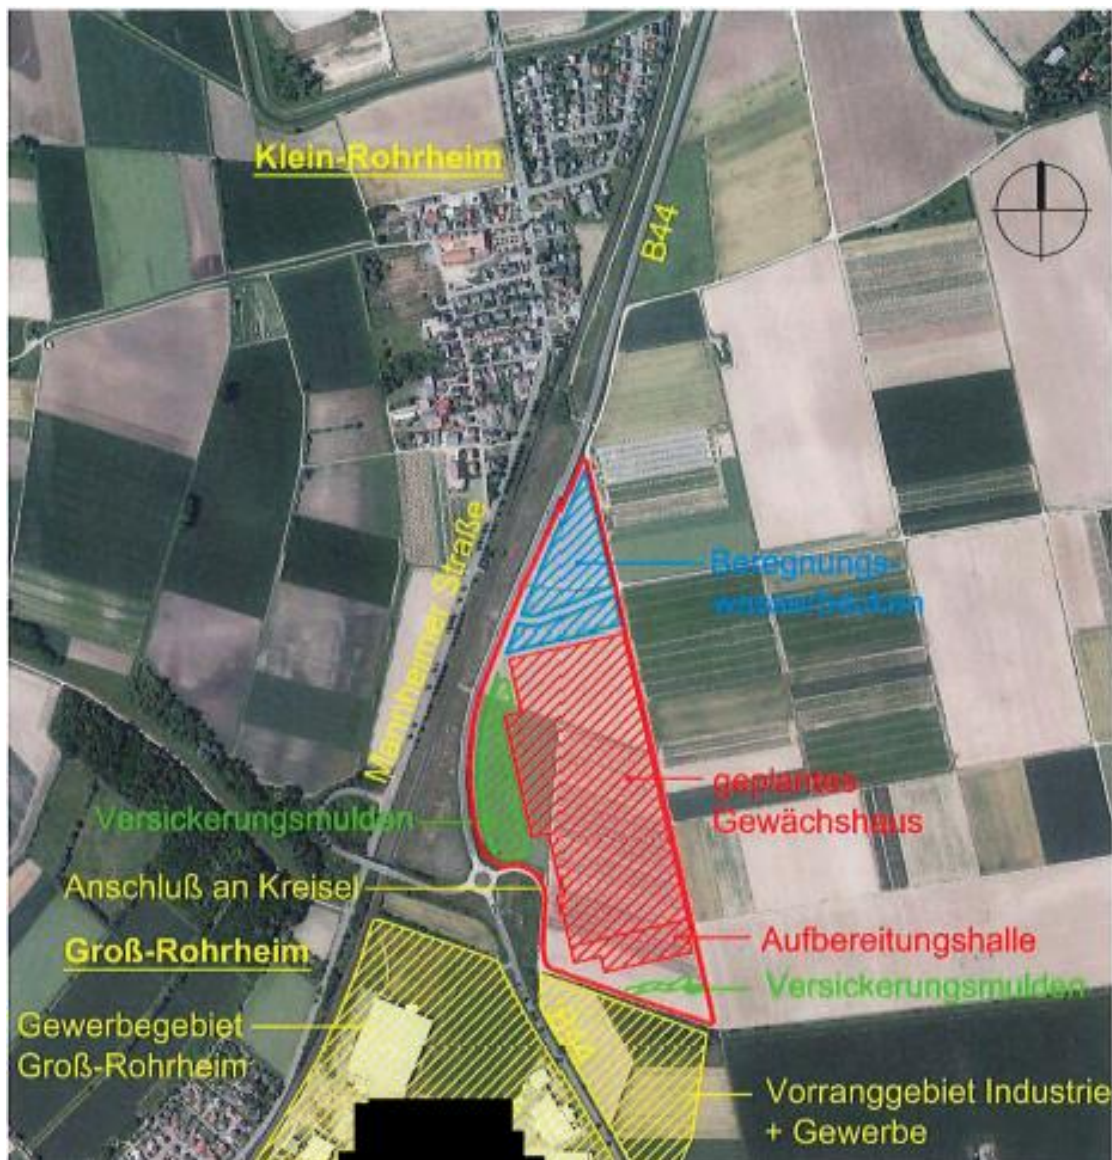 Klein-Rohrheim
B44
Beregnungs-
wasserbecken
Mannheimer Straße
geplantes
Gewächshaus
Versickerungsmulden
Anschluß an Kreisel
Aufbereitungshalle
Groß-Rohrheim
Versickerungsmulden
Gewerbegebiet
Groß-Rohrheim
B44
Vorranggebiet Industrie
+ Gewerbe